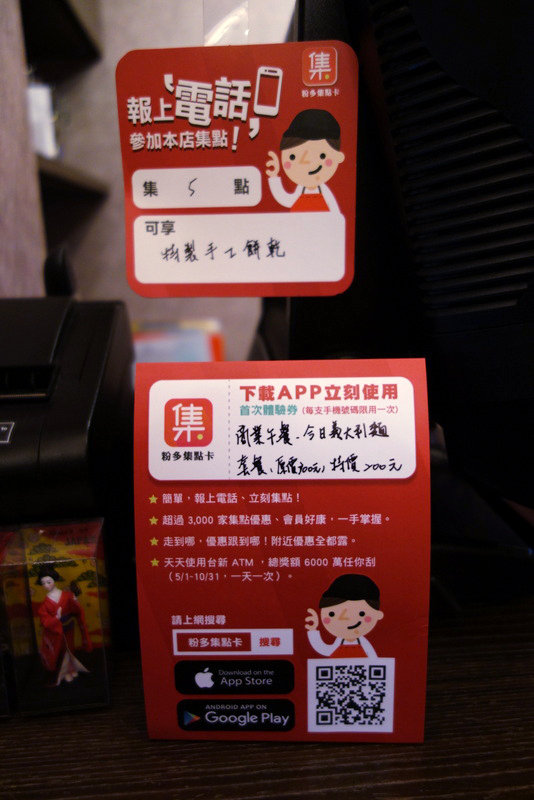 集
粉多集點卡
報上'電話'
參加本店集點!
集 5 點
可享
特製手工餅乾
下載APP立刻使用
集
首次體驗券 (每支手機號碼限用一次)
商業午餐、今日義大利麵
粉多集點卡
套餐、原價300元,特價200元
★ 簡單,報上電話、立刻集點!
★ 超過 3,000 家集點優惠、會員好康,一手掌握。
★ 走到哪,優惠跟到哪!附近優惠全都露。
★ 天天使用台新 ATM ,總獎額 6000 萬任你刮
(5/1-10/31,一天一次)。
請上網搜尋
粉多集點卡 搜尋
Download on the
App Store
ANDROID APP ON
Google Play